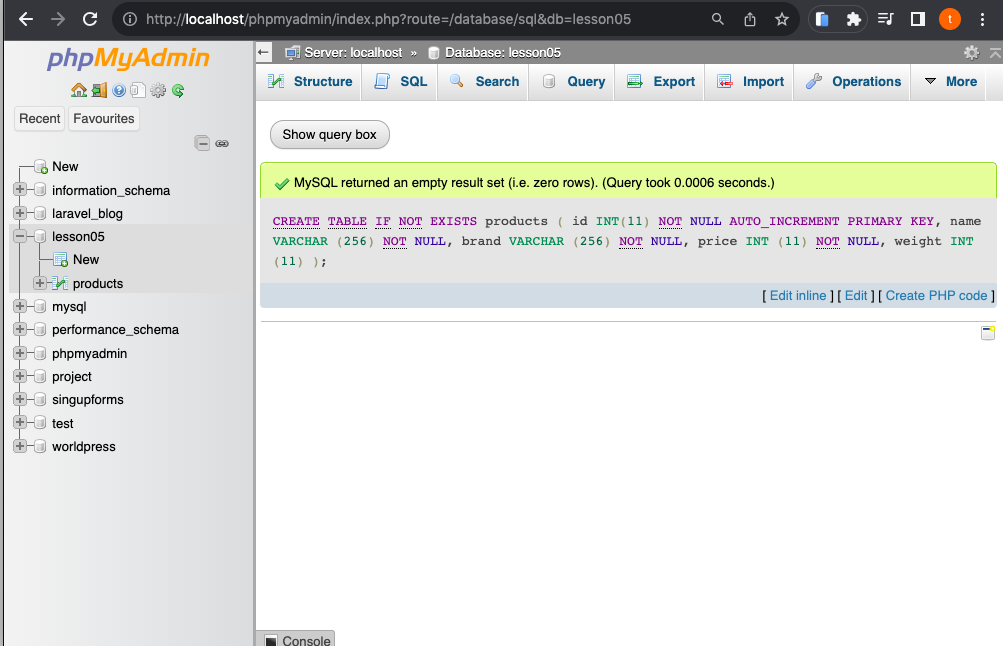 http://localhost/phpmyadmin/index.php?route=/database/sql&db=lesson05
t
phpMyAdmin
Recent
Favourites
New
information_schema
laravel_blog
lesson05
New
products
mysql
performance_schema
phpmyadmin
project
singupforms
test
worldpress
Server: localhost » Database: lesson05
Structure SQL Search Query Export Import Operations More
Show query box
MySQL returned an empty result set (i.e. zero rows). (Query took 0.0006 seconds.)
CREATE TABLE IF NOT EXISTS products ( id INT(11) NOT NULL AUTO_INCREMENT PRIMARY KEY, name
VARCHAR (256) NOT NULL, brand VARCHAR (256) NOT NULL, price INT (11) NOT NULL, weight INT
(11) );
[ Edit inline ] [ Edit ] [ Create PHP code ]
Console